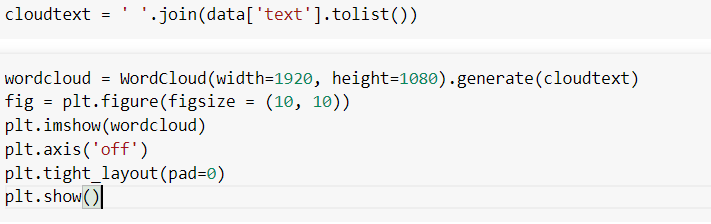 cloudtext = ' '.join(data['text'].tolist())
wordcloud = WordCloud(width=1920, height=1080).generate(cloudtext)
fig = plt.figure(figsize = (10, 10))
plt.imshow(wordcloud)
plt.axis('off')
plt.tight_layout(pad=0)
plt.show()